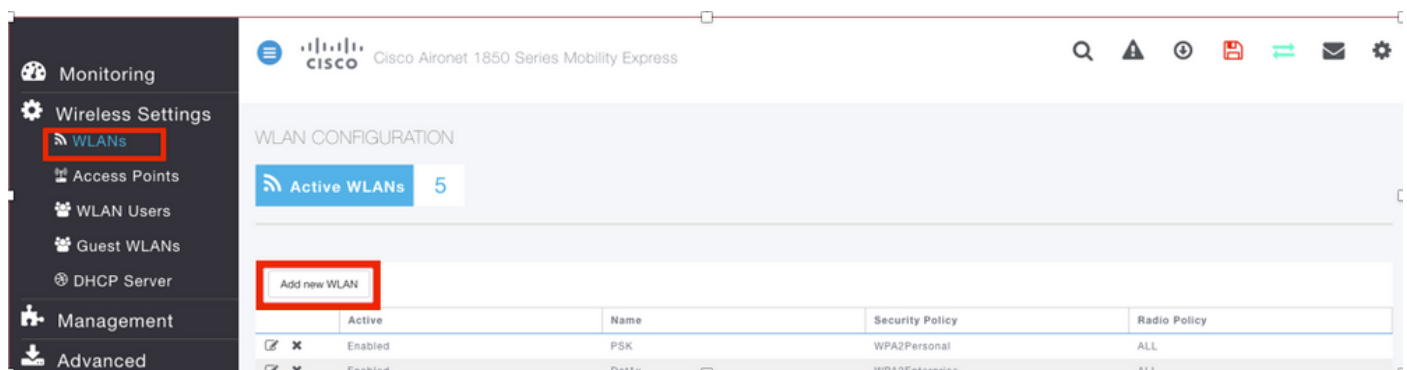 Monitoring
Wireless Settings
WLANs
Access Points
WLAN Users
Guest WLANs
DHCP Server
Management
Advanced
CISCO Cisco Aironet 1850 Series Mobility Express
WLAN CONFIGURATION
Active WLANs 5
Add new WLAN
Active Name Security Policy Radio Policy
Enabled PSK WPA2Personal ALL